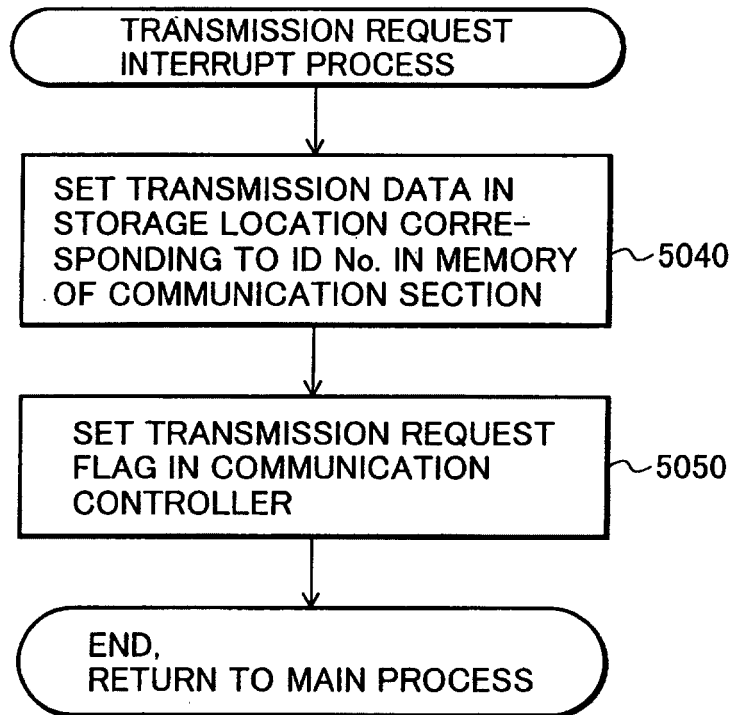 TRANSMISSION REQUEST
INTERRUPT PROCESS
SET TRANSMISSION DATA IN
STORAGE LOCATION CORRE-
SPONDING TO ID No. IN MEMORY
OF COMMUNICATION SECTION
5040
SET TRANSMISSION REQUEST
FLAG IN COMMUNICATION
CONTROLLER
5050
END,
RETURN TO MAIN PROCESS